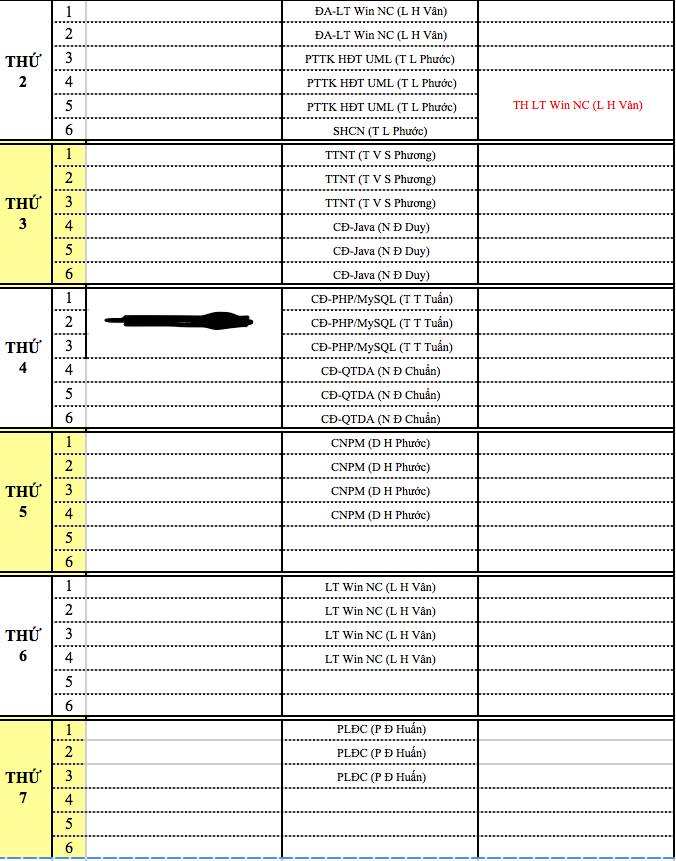 THỨ 2
1 ĐA-LT Win NC (L H Vân)
2 ĐA-LT Win NC (L H Vân)
3 PTTK HĐT UML (T L Phước)
4 PTTK HĐT UML (T L Phước)
5 PTTK HĐT UML (T L Phước) TH LT Win NC (L H Vân)
6 SHCN (T L Phước)
THỨ 3
1 TTNT (T V S Phương)
2 TTNT (T V S Phương)
3 TTNT (T V S Phương)
4 CĐ-Java (N Đ Duy)
5 CĐ-Java (N Đ Duy)
6 CĐ-Java (N Đ Duy)
THỨ 4
1 CĐ-PHP/MySQL (T T Tuấn)
2 CĐ-PHP/MySQL (T T Tuấn)
3 CĐ-PHP/MySQL (T T Tuấn)
4 CĐ-QTDA (N Đ Chuẩn)
5 CĐ-QTDA (N Đ Chuẩn)
6 CĐ-QTDA (N Đ Chuẩn)
THỨ 5
1 CNPM (D H Phước)
2 CNPM (D H Phước)
3 CNPM (D H Phước)
4 CNPM (D H Phước)
5
6
THỨ 6
1 LT Win NC (L H Vân)
2 LT Win NC (L H Vân)
3 LT Win NC (L H Vân)
4 LT Win NC (L H Vân)
5
6
THỨ 7
1 PLĐC (P Đ Huấn)
2 PLĐC (P Đ Huấn)
3 PLĐC (P Đ Huấn)
4
5
6